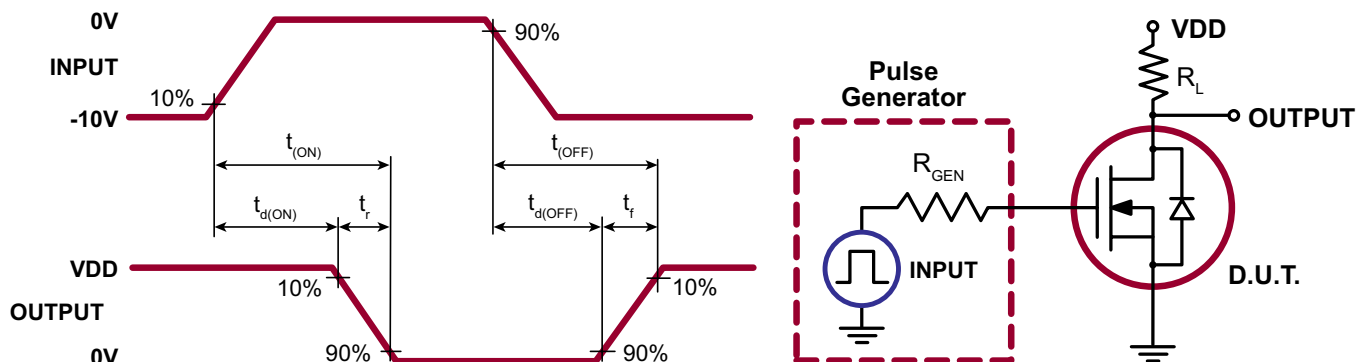 0V
INPUT
-10V
10%
90%
t(ON)
t(OFF)
td(ON)
tr
td(OFF)
tf
VDD
OUTPUT
0V
10%
90%
90%
10%
Pulse
Generator
RGEN
INPUT
VDD
RL
OUTPUT
D.U.T.